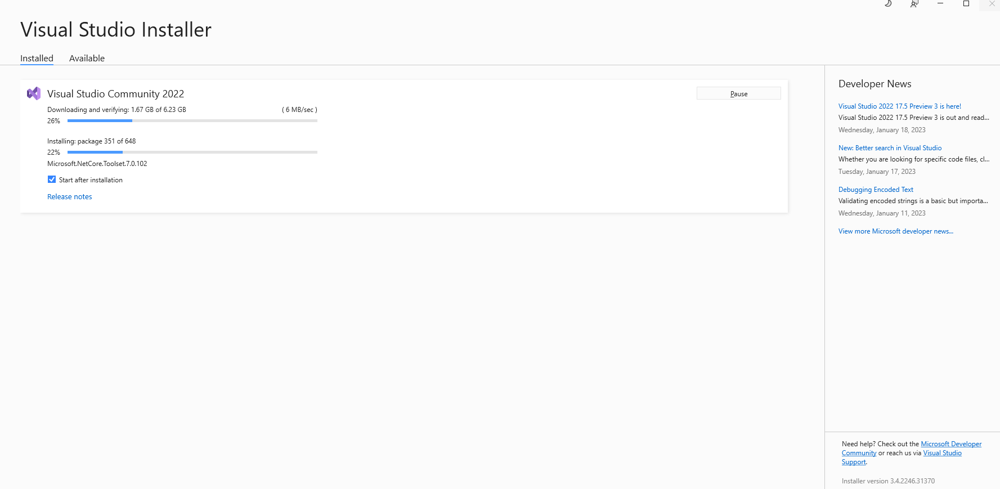 Visual Studio Installer
Installed Available
Visual Studio Community 2022
Pause
Downloading and verifying: 1.67 GB of 6.23 GB ( 6 MB/sec )
26%
Installing: package 351 of 648
22%
Microsoft.NetCore.Toolset.7.0.102
Start after installation
Release notes
Developer News
Visual Studio 2022 17.5 Preview 3 is here!
Visual Studio 2022 17.5 Preview 3 is out and read...
Wednesday, January 18, 2023
New: Better search in Visual Studio
Whether you are looking for specific code files, cl...
Tuesday, January 17, 2023
Debugging Encoded Text
Validating encoded strings is a basic but importa...
Wednesday, January 11, 2023
View more Microsoft developer news...
Need help? Check out the Microsoft Developer
Community or reach us via Visual Studio
Support.
Installer version 3.4.2246.31370